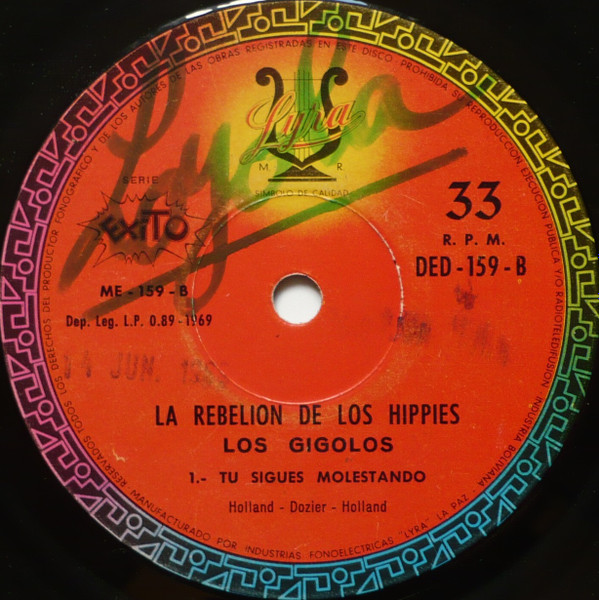 RESERVADOS TODOS LOS DERECHOS DEL PRODUCTOR FONOGRAFICO Y DE LOS AUTORES DE LAS OBRAS REGISTRADAS EN ESTE DISCO. PROHIBIDA SU REPRODUCCION EJECUCION PUBLICA Y/O RADIOTELEDIFUSION INDUSTRIA BOLIVIANA
Lyra
M. R.
SIMBOLO DE CALIDAD
SERIE
EXITO
33
R. P. M.
DED-159-B
ME-159-B
Dep. Leg. L.P. 0.89-1969
JUN.
LA REBELION DE LOS HIPPIES
LOS GIGOLOS
1.- TU SIGUES MOLESTANDO
Holland - Dozier - Holland
MANUFACTURADO POR INDUSTRIAS FONOELECTRICAS "LYRA" LA PAZ